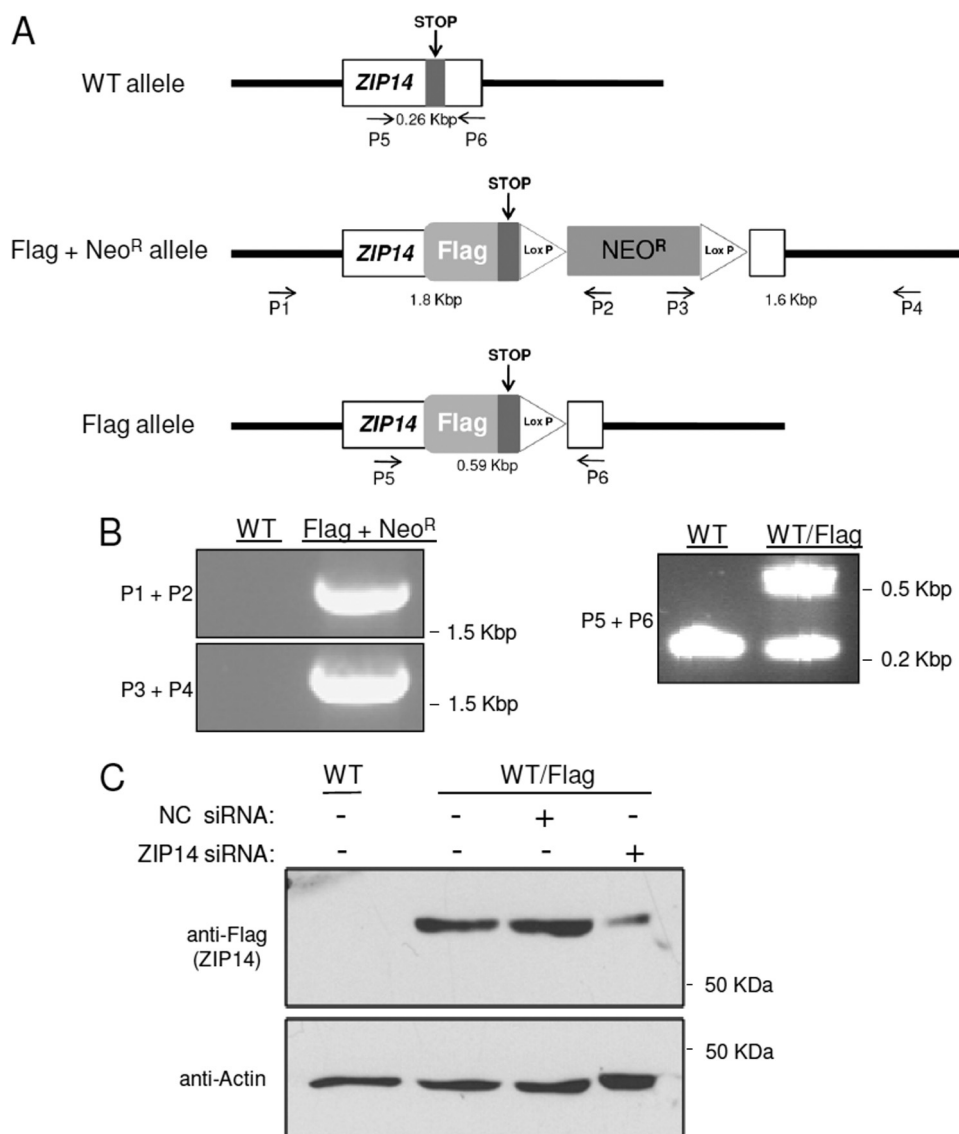 A
STOP
WT allele
ZIP14
0.26 Kbp
P5
P6
STOP
Flag + Neo^R allele
ZIP14
Flag
Lox P
NEO^R
Lox P
P1
1.8 Kbp
P2
P3
1.6 Kbp
P4
STOP
Flag allele
ZIP14
Flag
Lox P
P5
0.59 Kbp
P6
B
WT
Flag + Neo^R
P1 + P2
- 1.5 Kbp
P3 + P4
- 1.5 Kbp
WT
WT/Flag
P5 + P6
- 0.5 Kbp
- 0.2 Kbp
C
WT
WT/Flag
NC siRNA: - - + -
ZIP14 siRNA: - - - +
anti-Flag
(ZIP14)
- 50 KDa
anti-Actin
- 50 KDa